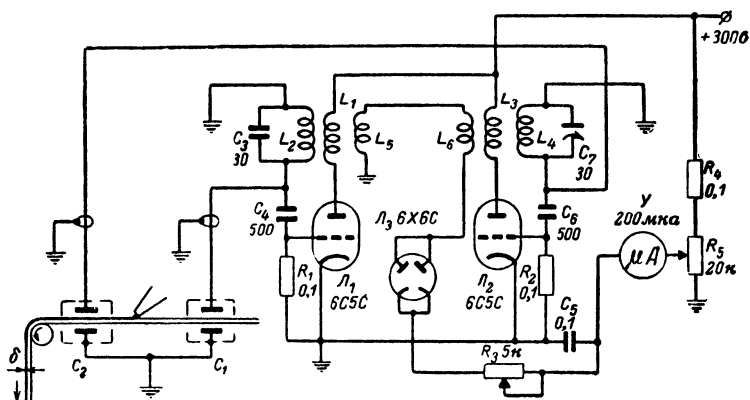 +300в
L₁
L₃
L₂
L₅
L₆
L₄
C₃
30
C₇
30
R₄
0,1
У
200мка
C₄
500
Л₃ 6Х6С
C₆
500
μA
R₅
20к
R₁
0,1
Л₁
6С5С
Л₂
6С5С
R₂
0,1
C₅
0,1
R₃ 5к
δ
C₂
C₁